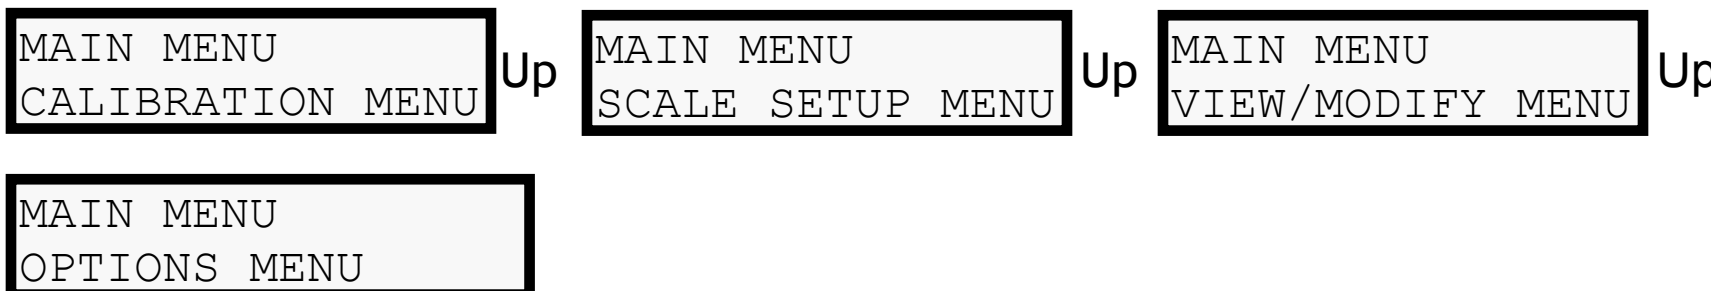 MAIN MENU
CALIBRATION MENU
Up
MAIN MENU
SCALE SETUP MENU
Up
MAIN MENU
VIEW/MODIFY MENU
Up
MAIN MENU
OPTIONS MENU